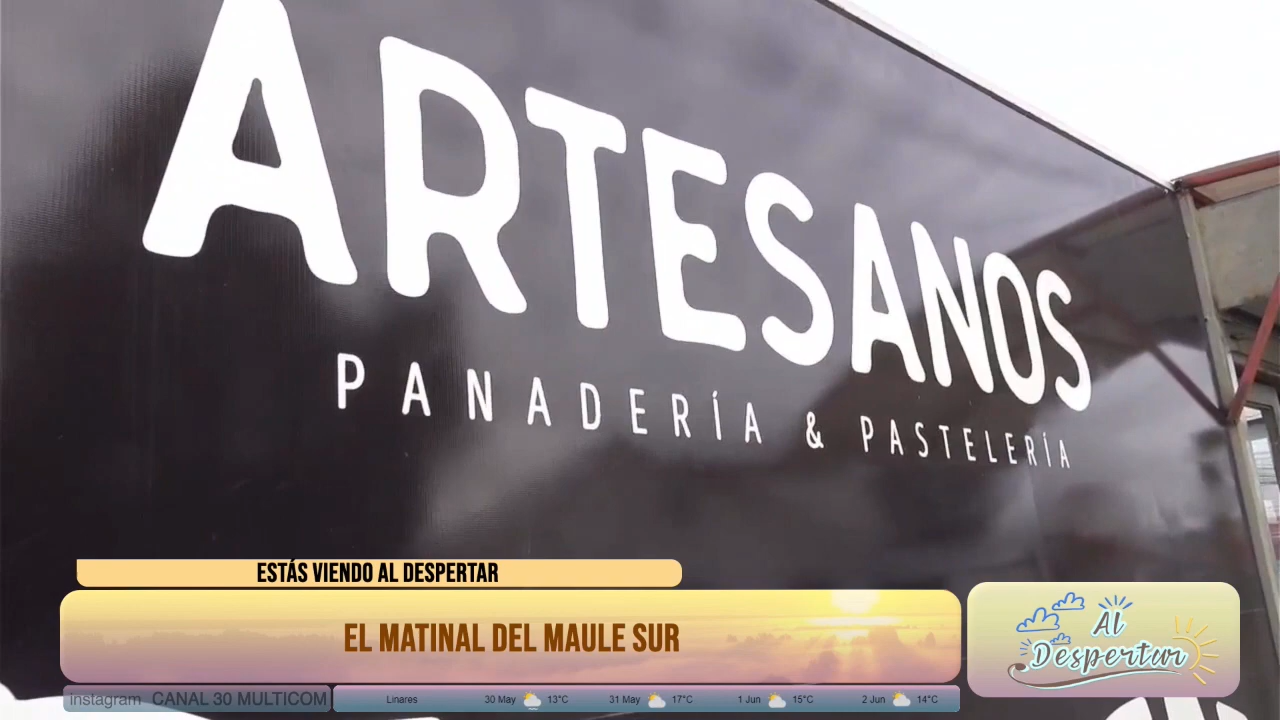 ARTESANOS
PANADERÍA & PASTELERÍA
ESTÁS VIENDO AL DESPERTAR
EL MATINAL DEL MAULE SUR
Al
Despertar
Instagram CANAL 30 MULTICOM
Linares 30 May 13°C 31 May 17°C 1 Jun 15°C 2 Jun 14°C